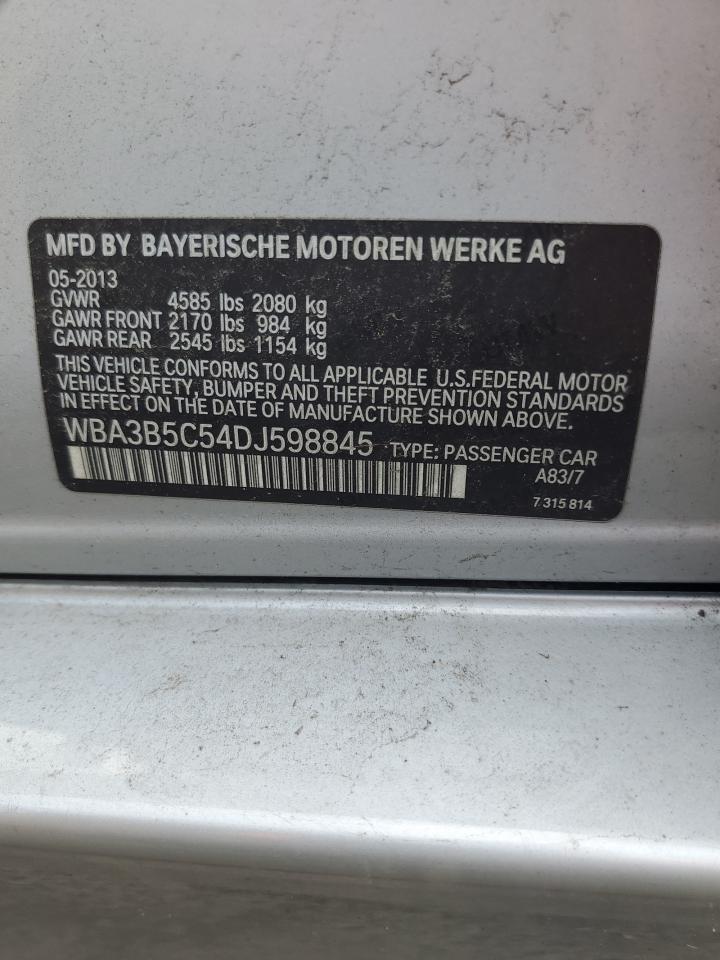 MFD BY BAYERISCHE MOTOREN WERKE AG
05-2013
GVWR 4585 lbs 2080 kg
GAWR FRONT 2170 lbs 984 kg
GAWR REAR 2545 lbs 1154 kg
THIS VEHICLE CONFORMS TO ALL APPLICABLE U.S.FEDERAL MOTOR
VEHICLE SAFETY, BUMPER AND THEFT PREVENTION STANDARDS
IN EFFECT ON THE DATE OF MANUFACTURE SHOWN ABOVE.
WBA3B5C54DJ598845 TYPE: PASSENGER CAR
A83/7
7 315 814